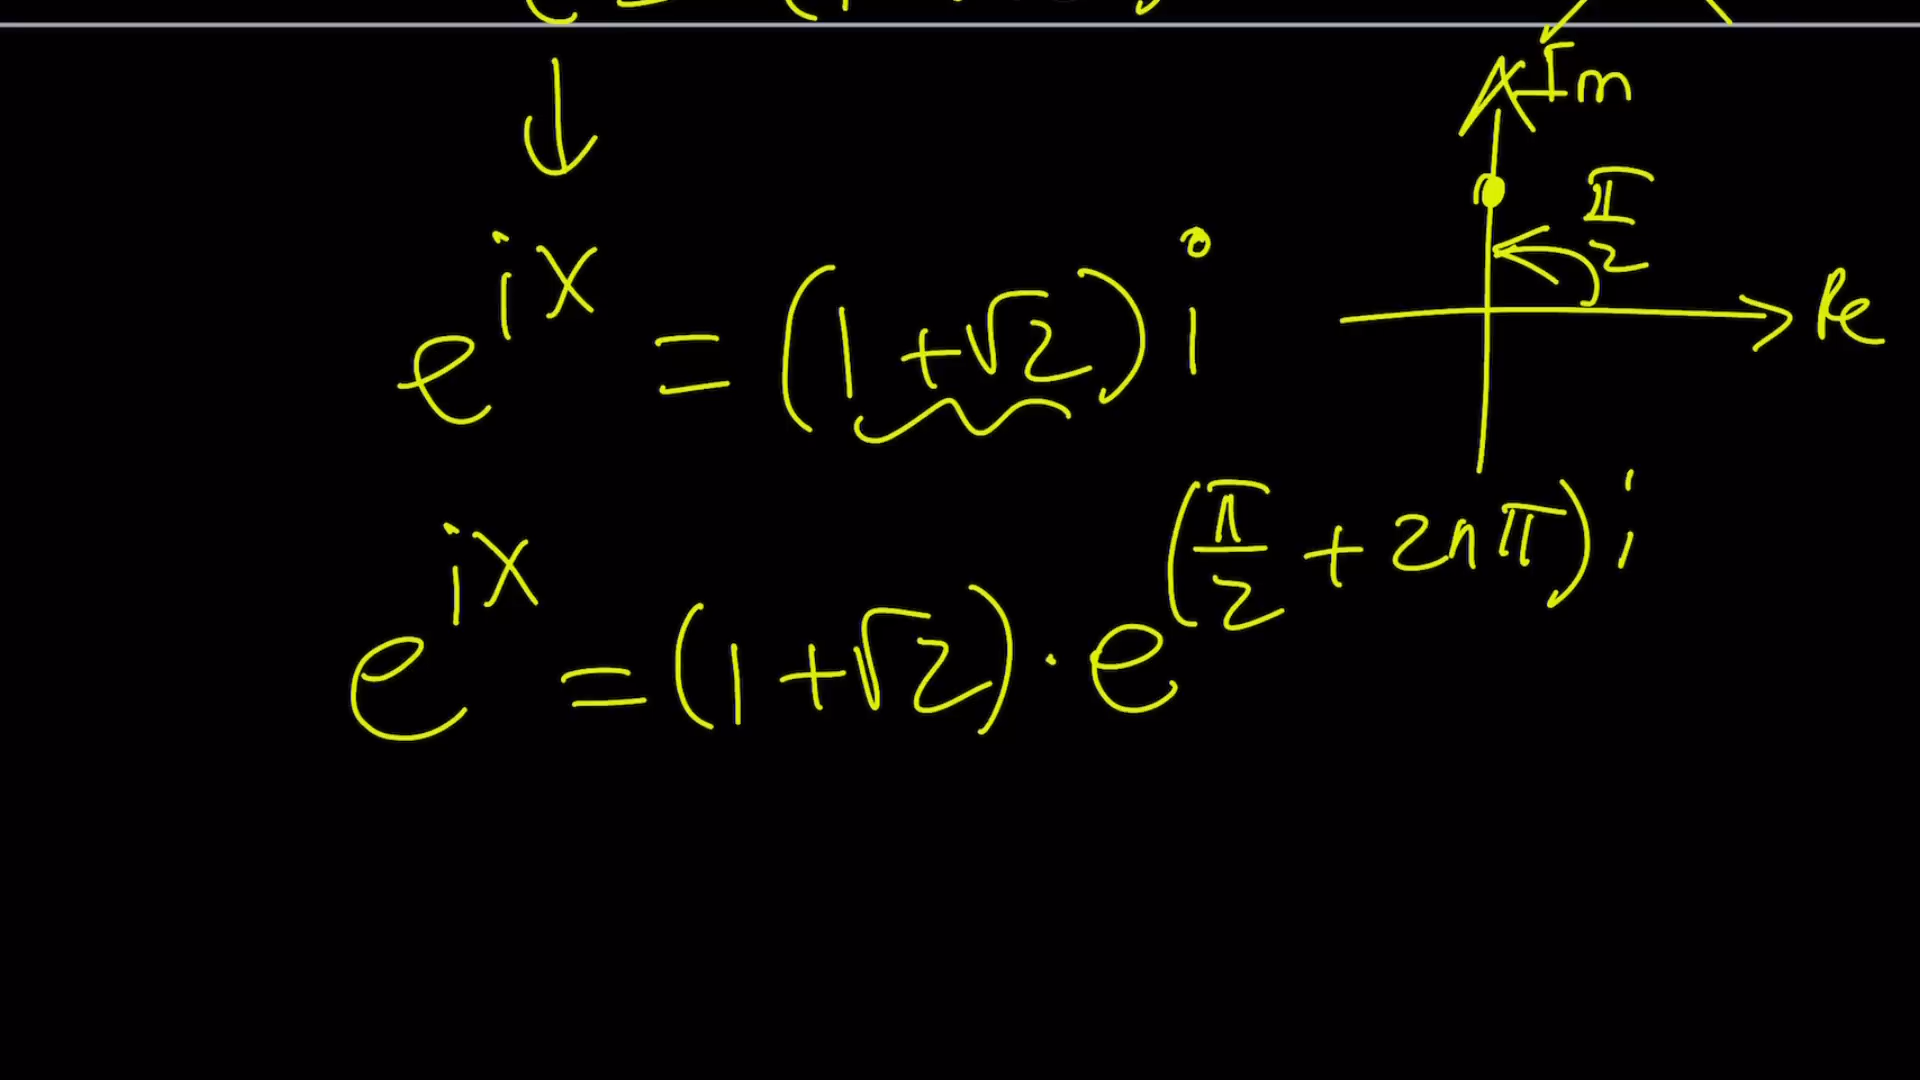 Im
π/2
Re
e^{ix} = (1+√2) i
e^{ix} = (1+√2) · e^{(π/2 + 2nπ) i}